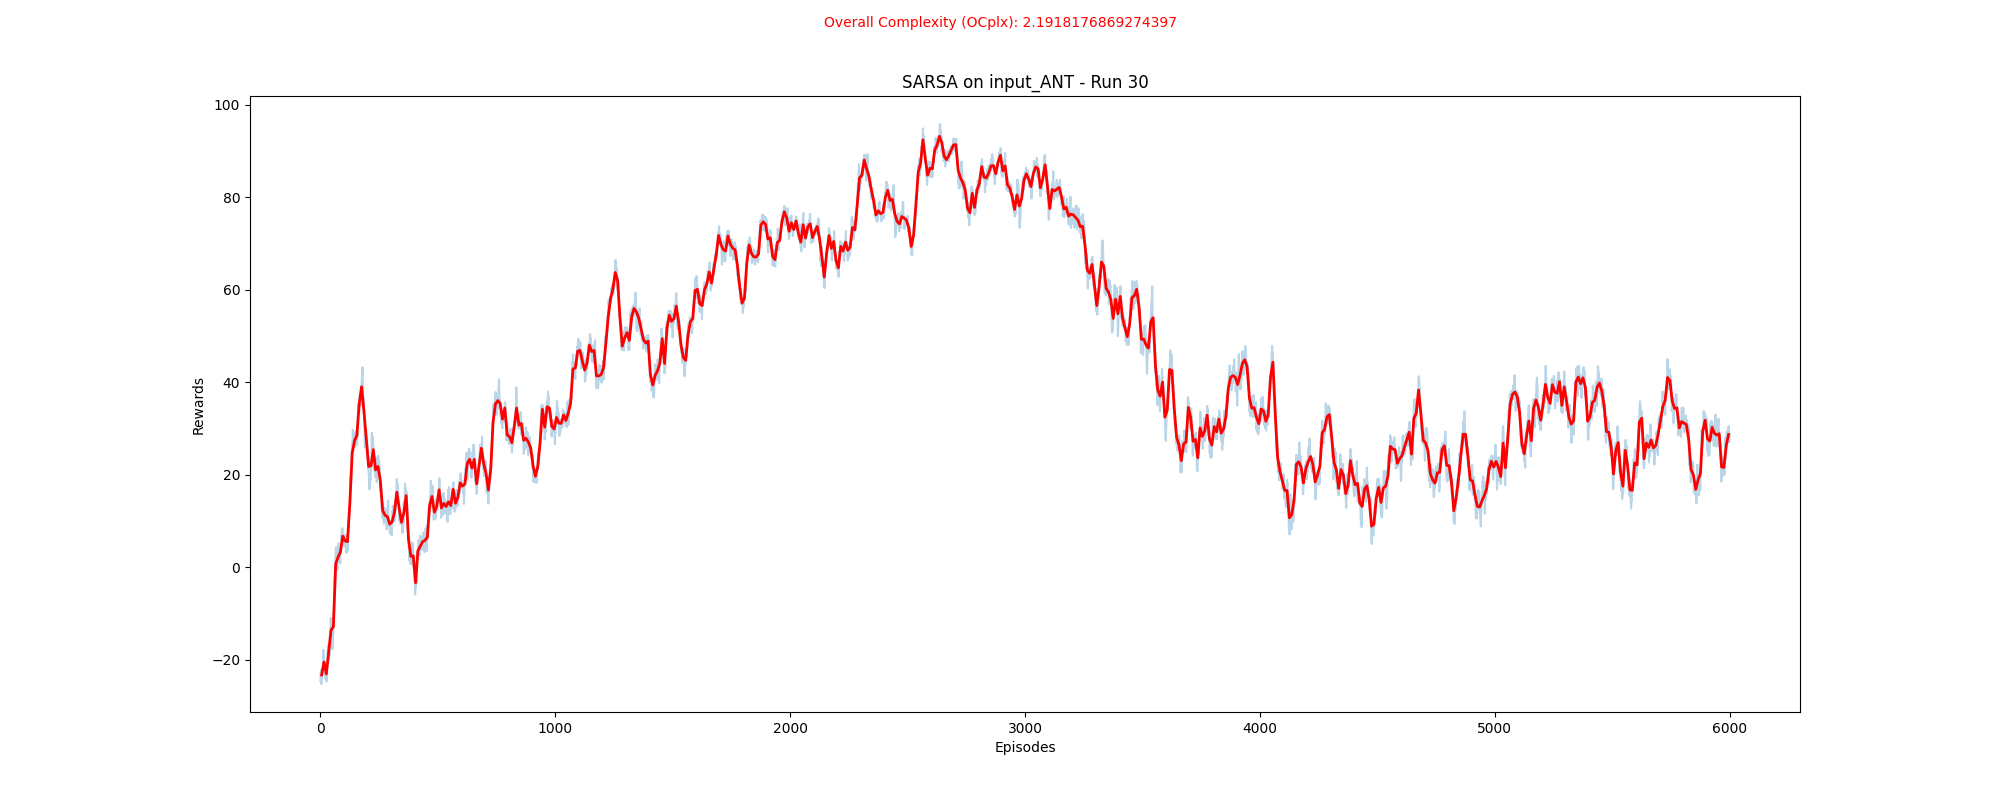 Overall Complexity (OCplx): 2.1918176869274397
SARSA on input_ANT - Run 30
100
80
60
40
20
0
−20
Rewards
0 1000 2000 3000 4000 5000 6000
Episodes